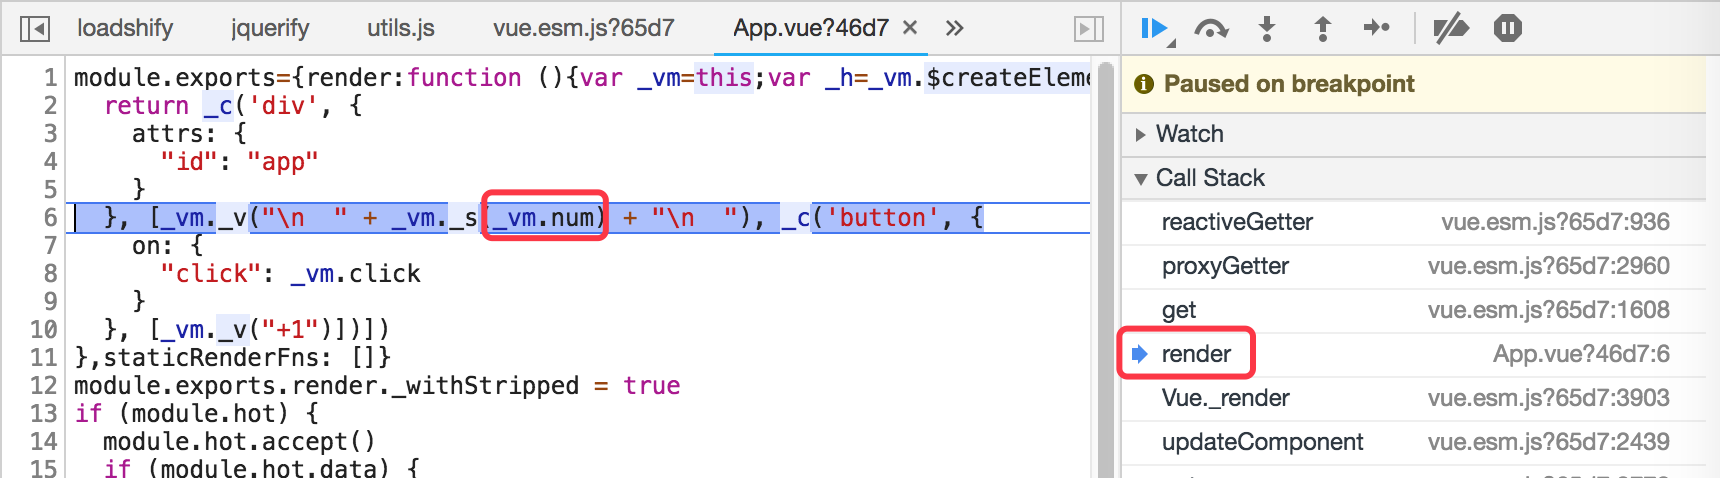 loadshify jquerify utils.js vue.esm.js?65d7 App.vue?46d7 × »
1 module.exports={render:function (){var _vm=this;var _h=_vm.$createEleme
2 return _c('div', {
3 attrs: {
4 "id": "app"
5 }
6 }, [_vm._v("\n " + _vm._s(_vm.num) + "\n "), _c('button', {
7 on: {
8 "click": _vm.click
9 }
10 }, [_vm._v("+1")])])
11 },staticRenderFns: []}
12 module.exports.render._withStripped = true
13 if (module.hot) {
14 module.hot.accept()
15 if (module.hot.data) {
Paused on breakpoint
Watch
Call Stack
reactiveGetter vue.esm.js?65d7:936
proxyGetter vue.esm.js?65d7:2960
get vue.esm.js?65d7:1608
render App.vue?46d7:6
Vue._render vue.esm.js?65d7:3903
updateComponent vue.esm.js?65d7:2439